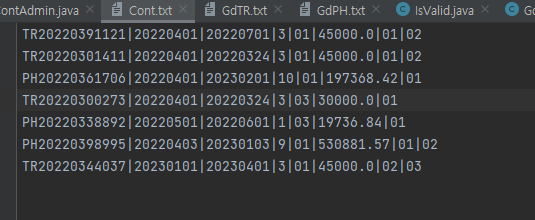 ContAdmin.java Cont.txt GdTR.txt GdPH.txt IsValid.java
TR20220391121|20220401|20220701|3|01|45000.0|01|02
TR20220301411|20220401|20220324|3|01|45000.0|01
PH20220361706|20220401|20230201|10|01|197368.42|01
TR20220300273|20220401|20220324|3|03|30000.0|01
PH20220338892|20220501|20220601|1|03|19736.84|01
PH20220398995|20220403|20230103|9|01|530881.57|01|02
TR20220344037|20230101|20230401|3|01|45000.0|02|03